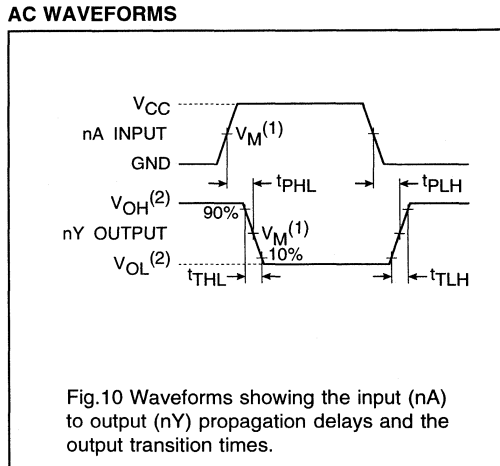 AC WAVEFORMS
VCC
nA INPUT
VM(1)
GND
tPHL
tPLH
VOH(2)
90%
nY OUTPUT
VM(1)
VOL(2)
10%
tTHL
tTLH
Fig.10 Waveforms showing the input (nA)
to output (nY) propagation delays and the
output transition times.